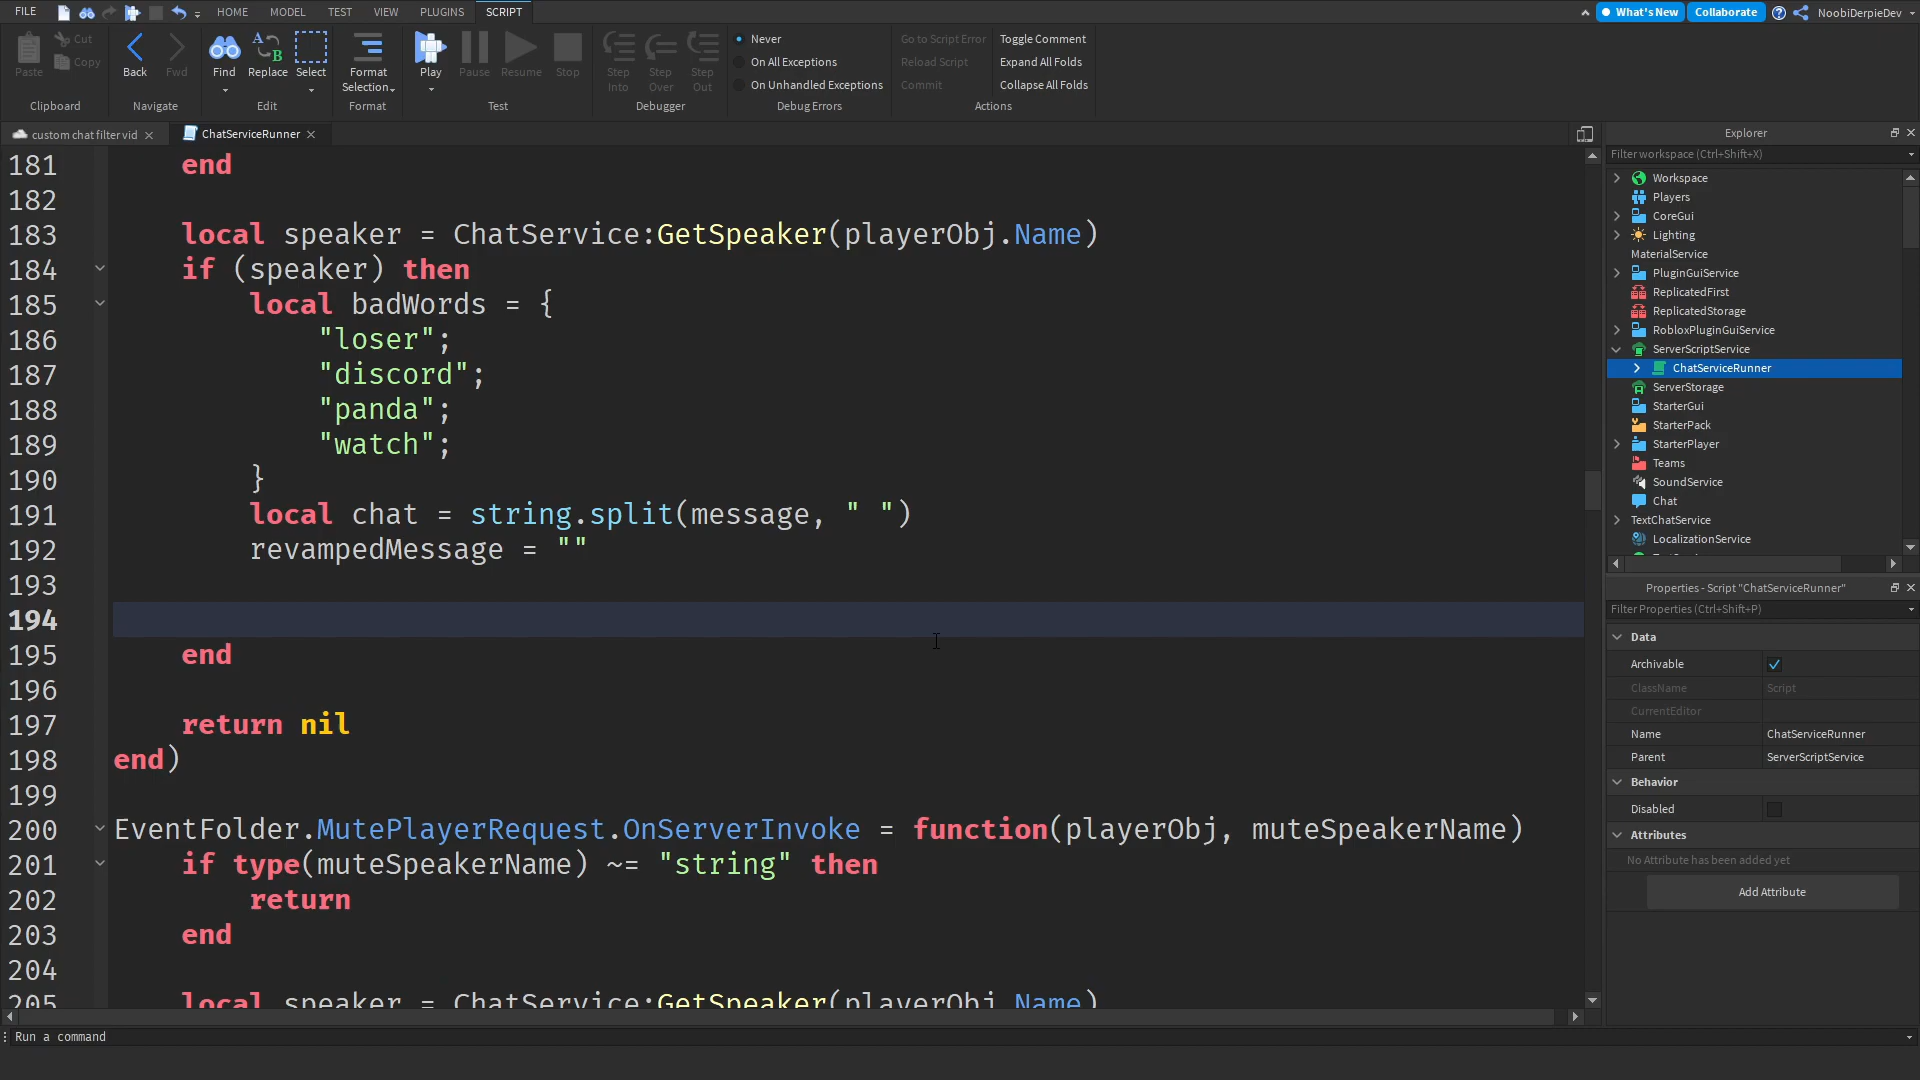 FILE HOME MODEL TEST VIEW PLUGINS SCRIPT What's New Collaborate NoobiDerpieDev
Paste Cut Copy Back Fwd Find Replace Select Format Selection Play Pause Resume Stop Step Into Step Over Step Out
Never
On All Exceptions
On Unhandled Exceptions
Go to Script Error
Reload Script
Commit
Toggle Comment
Expand All Folds
Collapse All Folds
Clipboard Navigate Edit Format Test Debugger Debug Errors Actions
custom chat filter vid ChatServiceRunner
181 end
182
183 local speaker = ChatService:GetSpeaker(playerObj.Name)
184 if (speaker) then
185 local badWords = {
186 "loser";
187 "discord";
188 "panda";
189 "watch";
190 }
191 local chat = string.split(message, " ")
192 revampedMessage = ""
193
194
195 end
196
197 return nil
198 end)
199
200 EventFolder.MutePlayerRequest.OnServerInvoke = function(playerObj, muteSpeakerName)
201 if type(muteSpeakerName) ~= "string" then
202 return
203 end
204
205 local speaker = ChatService:GetSpeaker(playerObj.Name)
Run a command
Explorer
Filter workspace (Ctrl+Shift+X)
Workspace
Players
CoreGui
Lighting
MaterialService
PluginGuiService
ReplicatedFirst
ReplicatedStorage
RobloxPluginGuiService
ServerScriptService
ChatServiceRunner
ServerStorage
StarterGui
StarterPack
StarterPlayer
Teams
SoundService
Chat
TextChatService
LocalizationService
Properties - Script "ChatServiceRunner"
Filter Properties (Ctrl+Shift+P)
Data
Archivable
ClassName Script
CurrentEditor
Name ChatServiceRunner
Parent ServerScriptService
Behavior
Disabled
Attributes
No Attribute has been added yet
Add Attribute